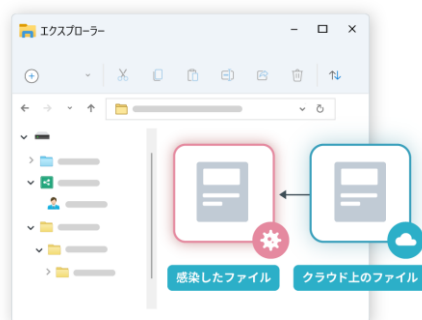 エクスプローラー
感染したファイル
クラウド上のファイル